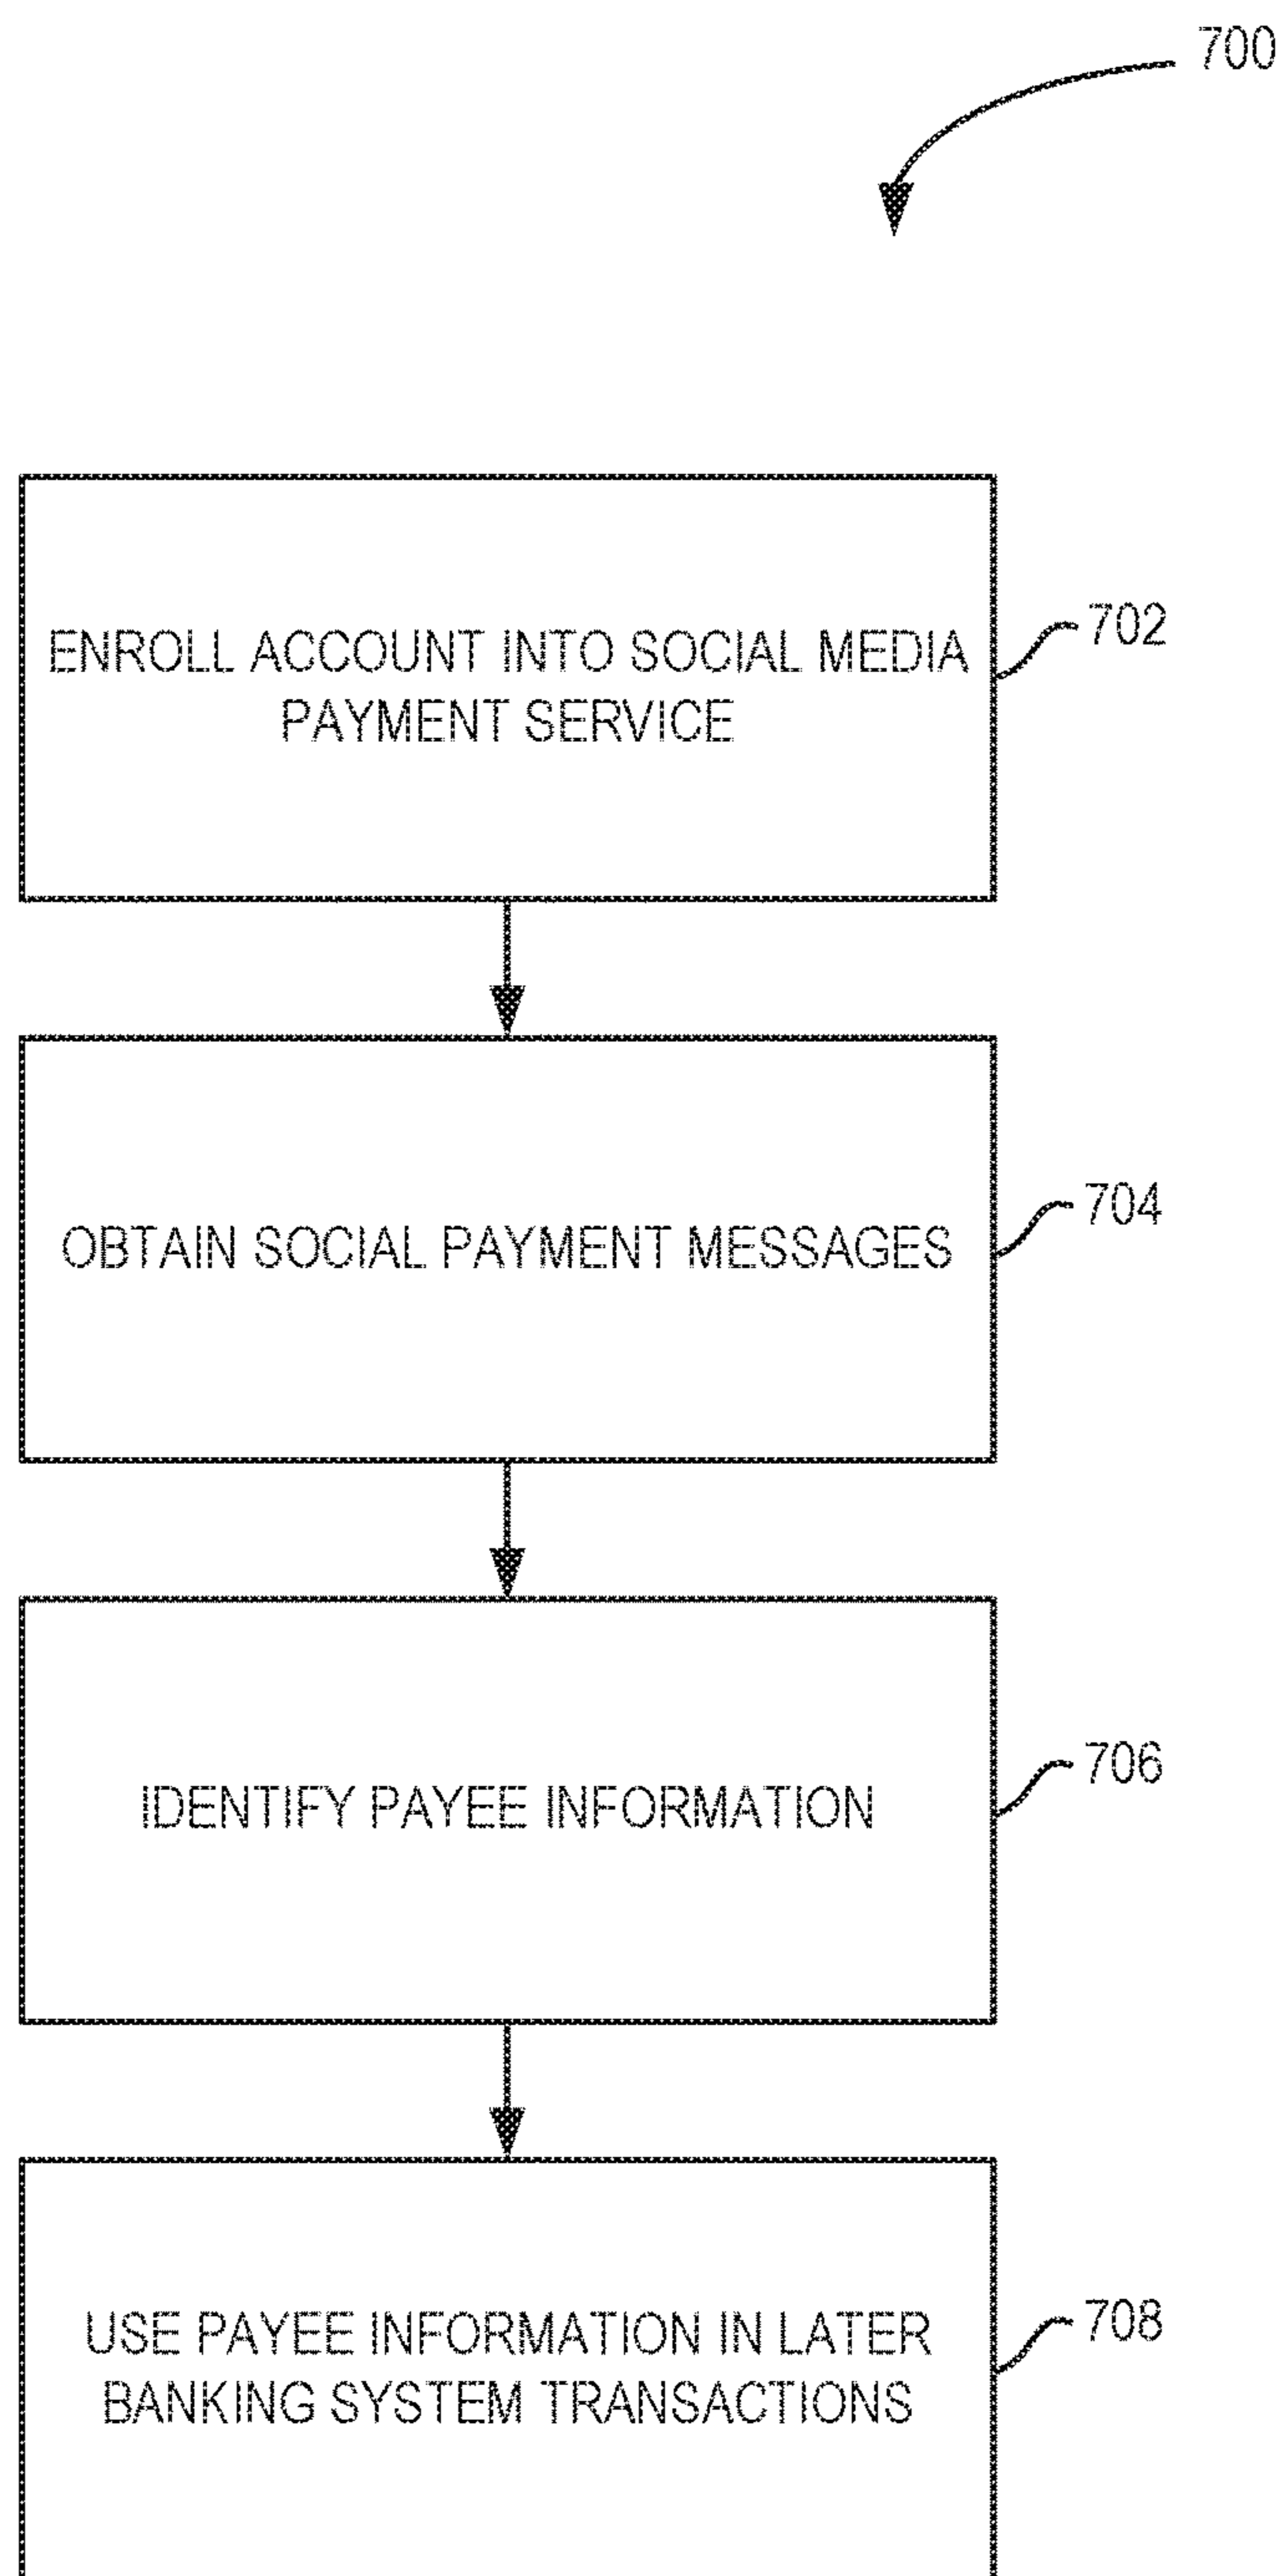 700
ENROLL ACCOUNT INTO SOCIAL MEDIA
PAYMENT SERVICE
702
OBTAIN SOCIAL PAYMENT MESSAGES
704
IDENTIFY PAYEE INFORMATION
706
USE PAYEE INFORMATION IN LATER
BANKING SYSTEM TRANSACTIONS
708